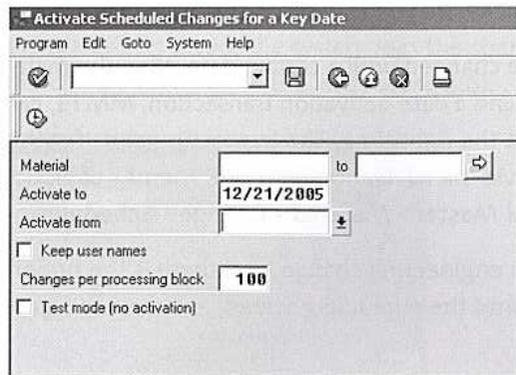 Activate Scheduled Changes for a Key Date
Program Edit Goto System Help
Material to
Activate to 12/21/2005
Activate from
Keep user names
Changes per processing block 100
Test mode (no activation)